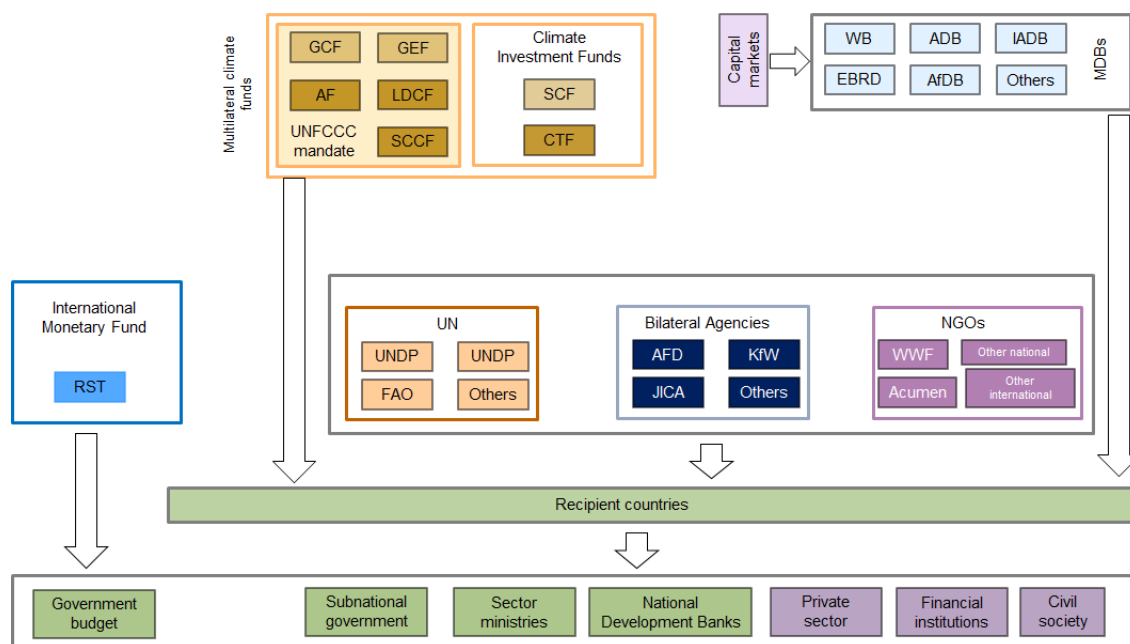 Multilateral climate
funds
GCF
GEF
AF
LDCF
UNFCCC
mandate
SCCF
Climate
Investment Funds
SCF
CTF
Capital
markets
WB
ADB
IADB
EBRD
AfDB
Others
MDBs
International
Monetary Fund
RST
UN
UNDP
UNDP
FAO
Others
Bilateral Agencies
AFD
KfW
JICA
Others
NGOs
WWF
Other national
Acumen
Other
international
Recipient countries
Government
budget
Subnational
government
Sector
ministries
National
Development Banks
Private
sector
Financial
institutions
Civil
society